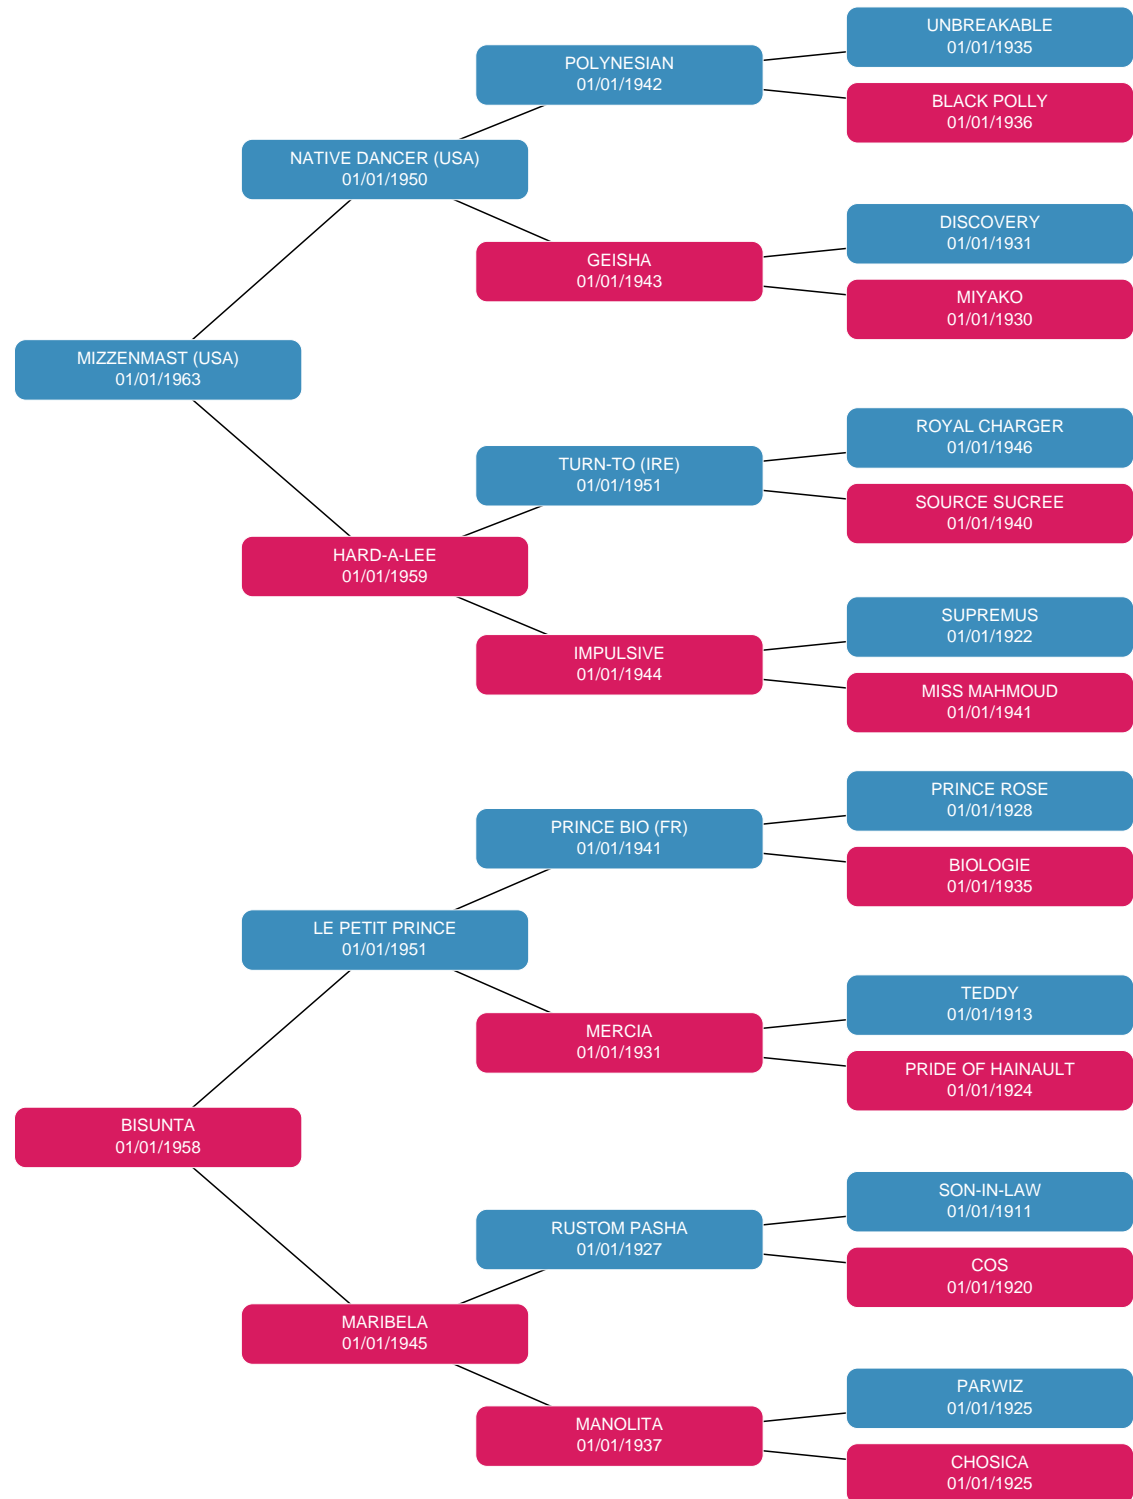 UNBREAKABLE
01/01/1935
POLYNESIAN
01/01/1942
BLACK POLLY
01/01/1936
NATIVE DANCER (USA)
01/01/1950
DISCOVERY
01/01/1931
GEISHA
01/01/1943
MIYAKO
01/01/1930
MIZZENMAST (USA)
01/01/1963
ROYAL CHARGER
01/01/1946
TURN-TO (IRE)
01/01/1951
SOURCE SUCREE
01/01/1940
HARD-A-LEE
01/01/1959
SUPREMUS
01/01/1922
IMPULSIVE
01/01/1944
MISS MAHMOUD
01/01/1941
PRINCE ROSE
01/01/1928
PRINCE BIO (FR)
01/01/1941
BIOLOGIE
01/01/1935
LE PETIT PRINCE
01/01/1951
TEDDY
01/01/1913
MERCIA
01/01/1931
PRIDE OF HAINAULT
01/01/1924
BISUNTA
01/01/1958
SON-IN-LAW
01/01/1911
RUSTOM PASHA
01/01/1927
COS
01/01/1920
MARIBELA
01/01/1945
PARWIZ
01/01/1925
MANOLITA
01/01/1937
CHOSICA
01/01/1925